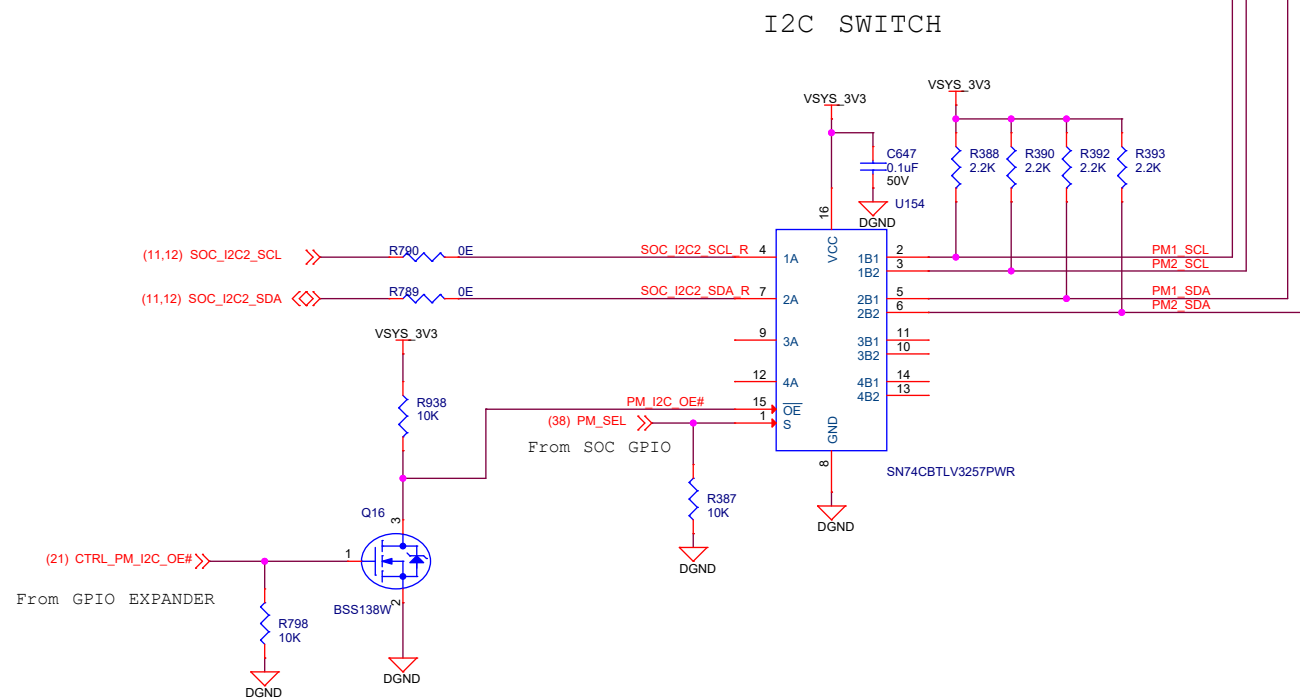 I2C SWITCH
VSYS_3V3
VSYS_3V3
C647
0.1uF
50V
DGND
R388
2.2K
R390
2.2K
R392
2.2K
R393
2.2K
U154
16
VCC
(11,12) SOC_I2C2_SCL
R790
0E
SOC_I2C2_SCL_R
4
1A
1B1
2
PM1_SCL
1B2
3
PM2_SCL
(11,12) SOC_I2C2_SDA
R789
0E
SOC_I2C2_SDA_R
7
2A
2B1
5
PM1_SDA
2B2
6
PM2_SDA
VSYS_3V3
9
3A
3B1
11
3B2
10
12
4A
4B1
14
4B2
13
R938
10K
PM_I2C_OE#
15
OE
(38) PM_SEL
1
S
From SOC GPIO
GND
8
SN74CBTLV3257PWR
DGND
R387
10K
DGND
Q16
3
(21) CTRL_PM_I2C_OE#
1
2
BSS138W
From GPIO EXPANDER
R798
10K
DGND
DGND